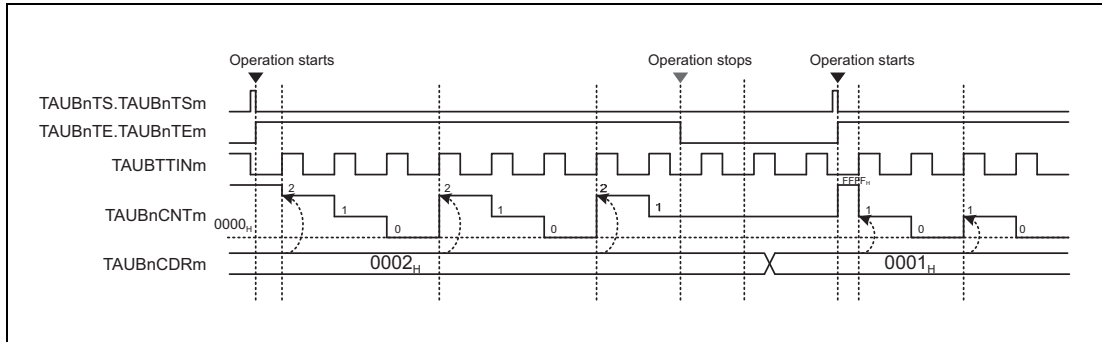 Operation starts Operation stops Operation starts
TAUBnTS.TAUBnTSm
TAUBnTE.TAUBnTEm
TAUBTTINm
FFFFH
2 2 2
TAUBnCNTm 1 1 1 1 1
0000H 0 0 0 0
TAUBnCDRm 0002H 0001H